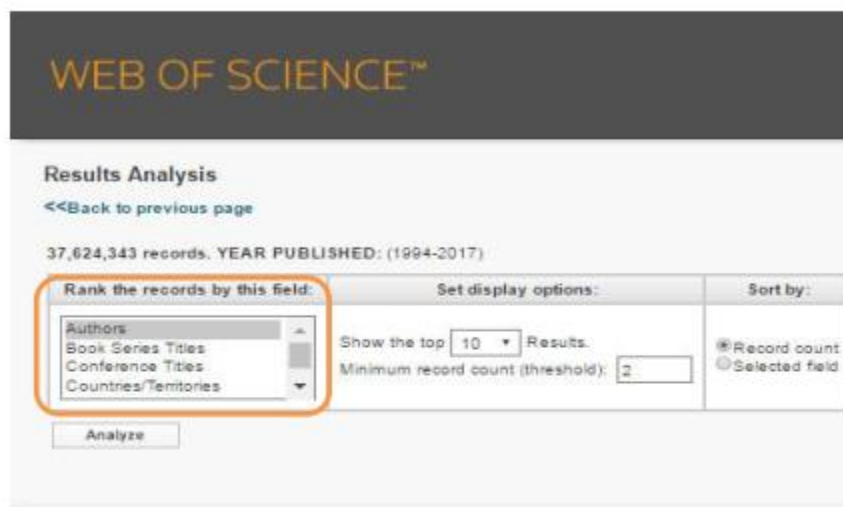 WEB OF SCIENCE™
Results Analysis
<<Back to previous page
37,624,343 records. YEAR PUBLISHED: (1994-2017)
Rank the records by this field:
Authors
Book Series Titles
Conference Titles
Countries/Territories
Set display options:
Show the top 10 Results.
Minimum record count (threshold): 2
Sort by:
Record count
Selected field
Analyze